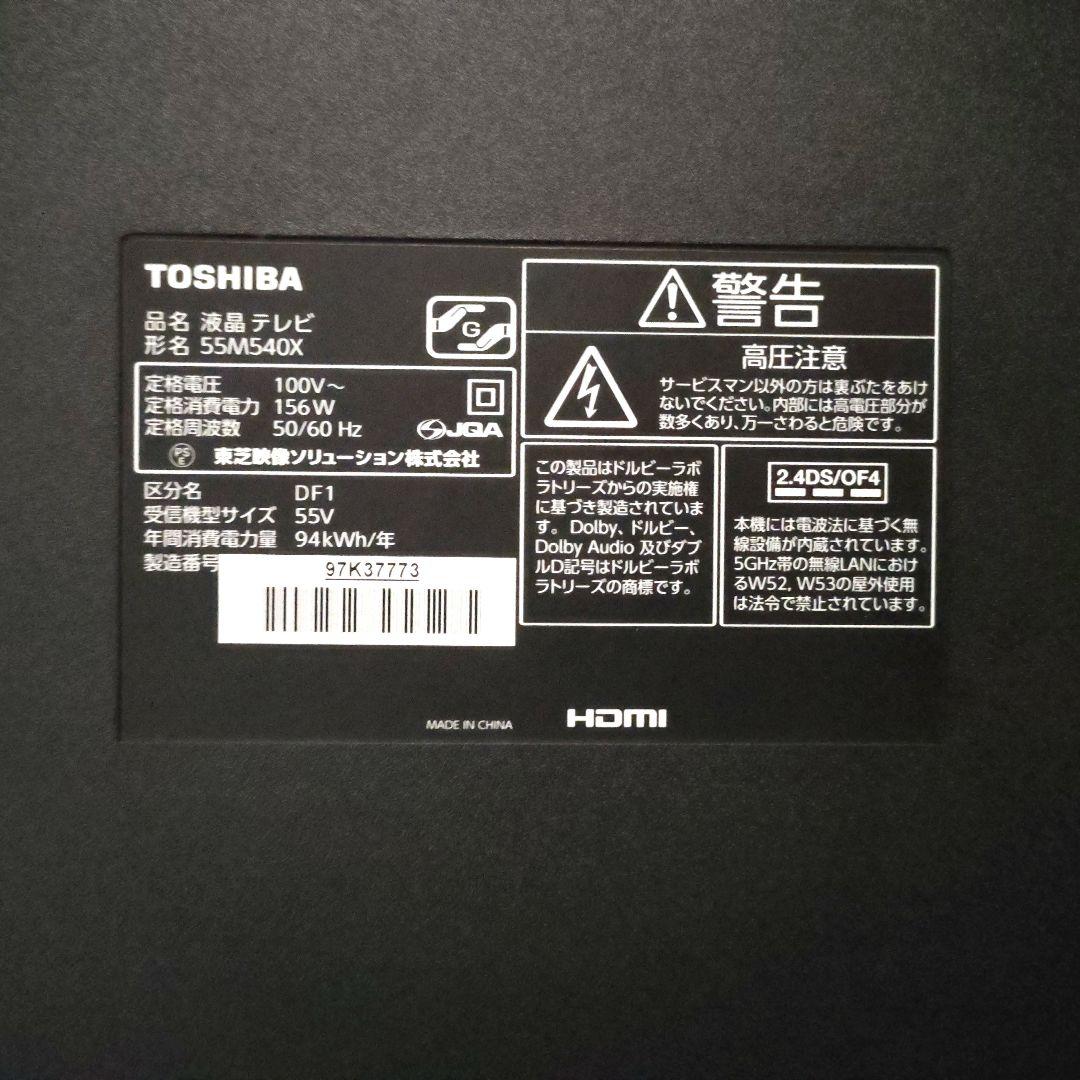 TOSHIBA
品名 液晶テレビ
形名 55M540X
G
定格電圧 100V～
定格消費電力 156W
定格周波数 50/60 Hz
JQA
PS
E
東芝映像ソリューション株式会社
区分名 DF1
受信機型サイズ 55V
年間消費電力量 94kWh/年
製造番号
97K37773
MADE IN CHINA
警告
高圧注意
サービスマン以外の方は裏ぶたをあけ
ないでください。内部には高電圧部分が
数多くあり、万一さわると危険です。
この製品はドルビーラボ
ラトリーズからの実施権
に基づき製造されていま
す。Dolby、ドルビー、
Dolby Audio 及びダブ
ルD記号はドルビーラボ
ラトリーズの商標です。
2.4DS/OF4
本機には電波法に基づく無
線設備が内蔵されています。
5GHz帯の無線LANにおけ
るW52, W53の屋外使用
は法令で禁止されています。
HDMI